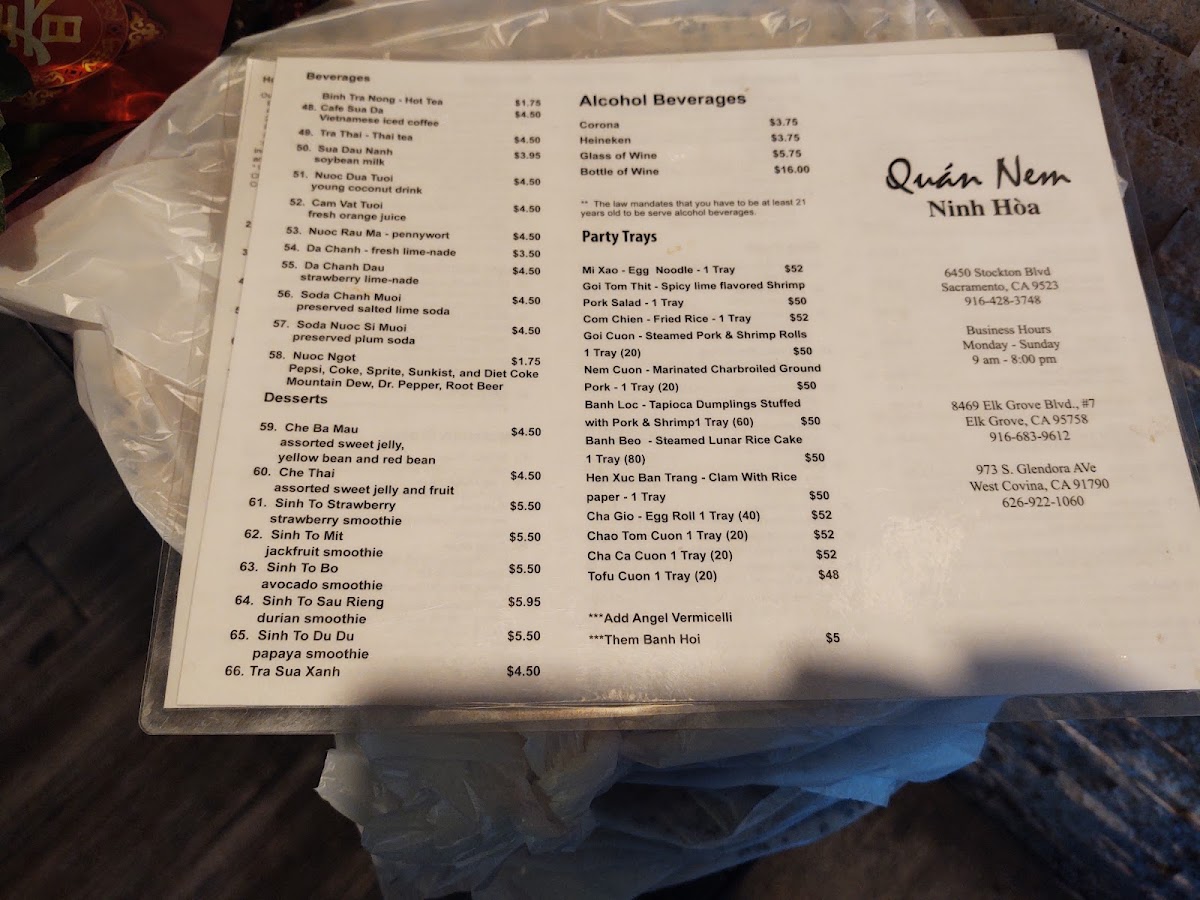 Beverages
Binh Tra Nong - Hot Tea $1.75
48. Cafe Sua Da $4.50
Vietnamese iced coffee
49. Tra Thai - Thai tea $4.50
50. Sua Dau Nanh $3.95
soybean milk
51. Nuoc Dua Tuoi $4.50
young coconut drink
52. Cam Vat Tuoi $4.50
fresh orange juice
53. Nuoc Rau Ma - pennywort $4.50
54. Da Chanh - fresh lime-nade $3.50
55. Da Chanh Dau $4.50
strawberry lime-nade
56. Soda Chanh Muoi $4.50
preserved salted lime soda
57. Soda Nuoc Si Muoi $4.50
preserved plum soda
58. Nuoc Ngot $1.75
Pepsi, Coke, Sprite, Sunkist, and Diet Coke
Mountain Dew, Dr. Pepper, Root Beer
Desserts
59. Che Ba Mau $4.50
assorted sweet jelly,
yellow bean and red bean
60. Che Thai $4.50
assorted sweet jelly and fruit
61. Sinh To Strawberry $5.50
strawberry smoothie
62. Sinh To Mit $5.50
jackfruit smoothie
63. Sinh To Bo $5.50
avocado smoothie
64. Sinh To Sau Rieng $5.95
durian smoothie
65. Sinh To Du Du $5.50
papaya smoothie
66. Tra Sua Xanh $4.50
Alcohol Beverages
Corona $3.75
Heineken $3.75
Glass of Wine $5.75
Bottle of Wine $16.00
** The law mandates that you have to be at least 21
years old to be serve alcohol beverages.
Party Trays
Mi Xao - Egg Noodle - 1 Tray $52
Goi Tom Thit - Spicy lime flavored Shrimp
Pork Salad - 1 Tray $50
Com Chien - Fried Rice - 1 Tray $52
Goi Cuon - Steamed Pork & Shrimp Rolls
1 Tray (20) $50
Nem Cuon - Marinated Charbroiled Ground
Pork - 1 Tray (20) $50
Banh Loc - Tapioca Dumplings Stuffed
with Pork & Shrimp1 Tray (60) $50
Banh Beo - Steamed Lunar Rice Cake
1 Tray (80) $50
Hen Xuc Ban Trang - Clam With Rice
paper - 1 Tray $50
Cha Gio - Egg Roll 1 Tray (40) $52
Chao Tom Cuon 1 Tray (20) $52
Cha Ca Cuon 1 Tray (20) $52
Tofu Cuon 1 Tray (20) $48
***Add Angel Vermicelli
***Them Banh Hoi $5
Quán Nem
Ninh Hòa
6450 Stockton Blvd
Sacramento, CA 9523
916-428-3748
Business Hours
Monday - Sunday
9 am - 8:00 pm
8469 Elk Grove Blvd., #7
Elk Grove, CA 95758
916-683-9612
973 S. Glendora AVe
West Covina, CA 91790
626-922-1060